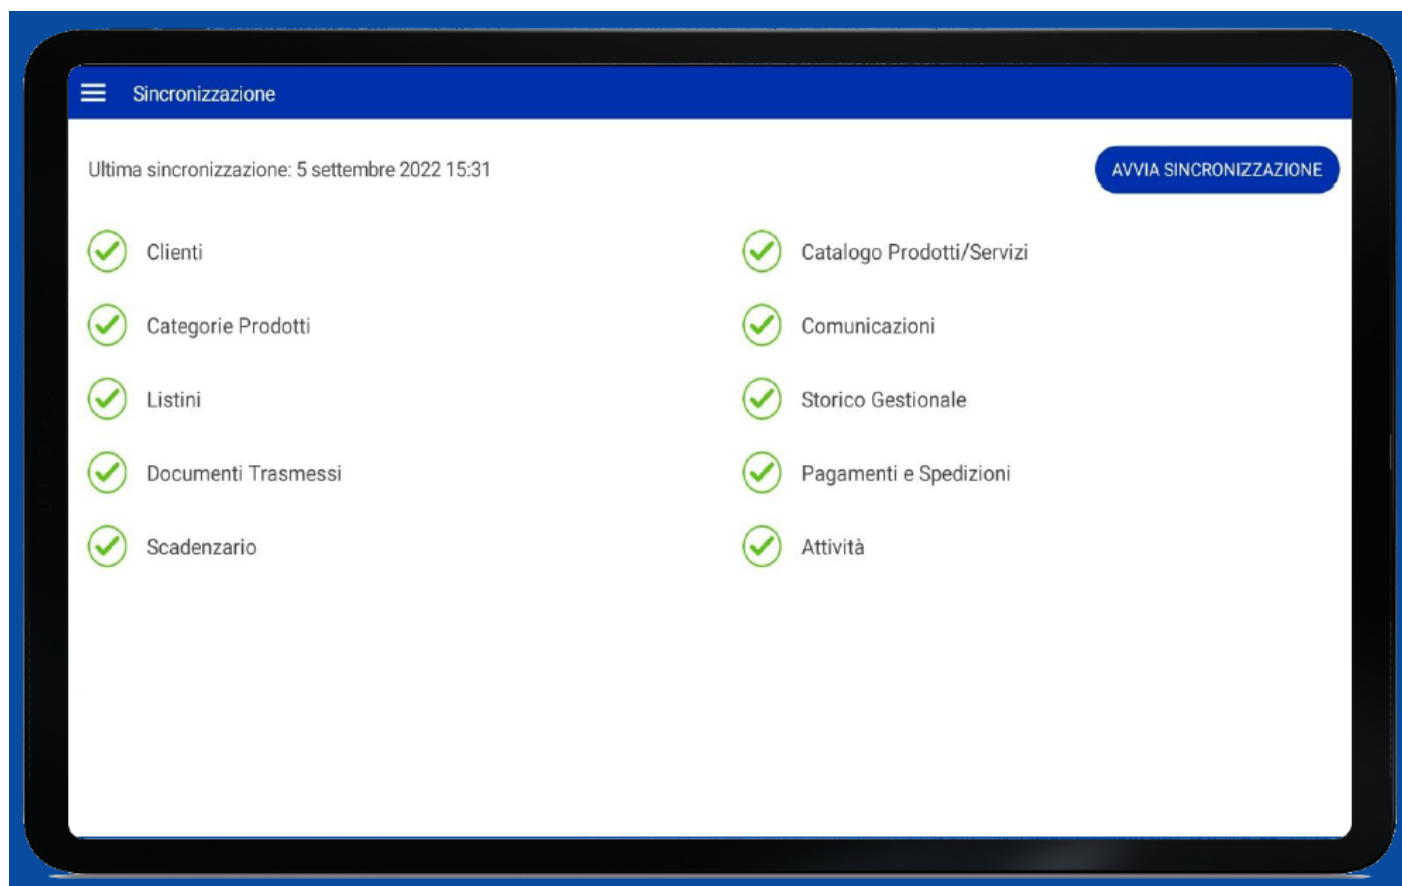 Sincronizzazione
Ultima sincronizzazione: 5 settembre 2022 15:31
AVVIA SINCRONIZZAZIONE
Clienti
Catalogo Prodotti/Servizi
Categorie Prodotti
Comunicazioni
Listini
Storico Gestionale
Documenti Trasmessi
Pagamenti e Spedizioni
Scadenzario
Attività